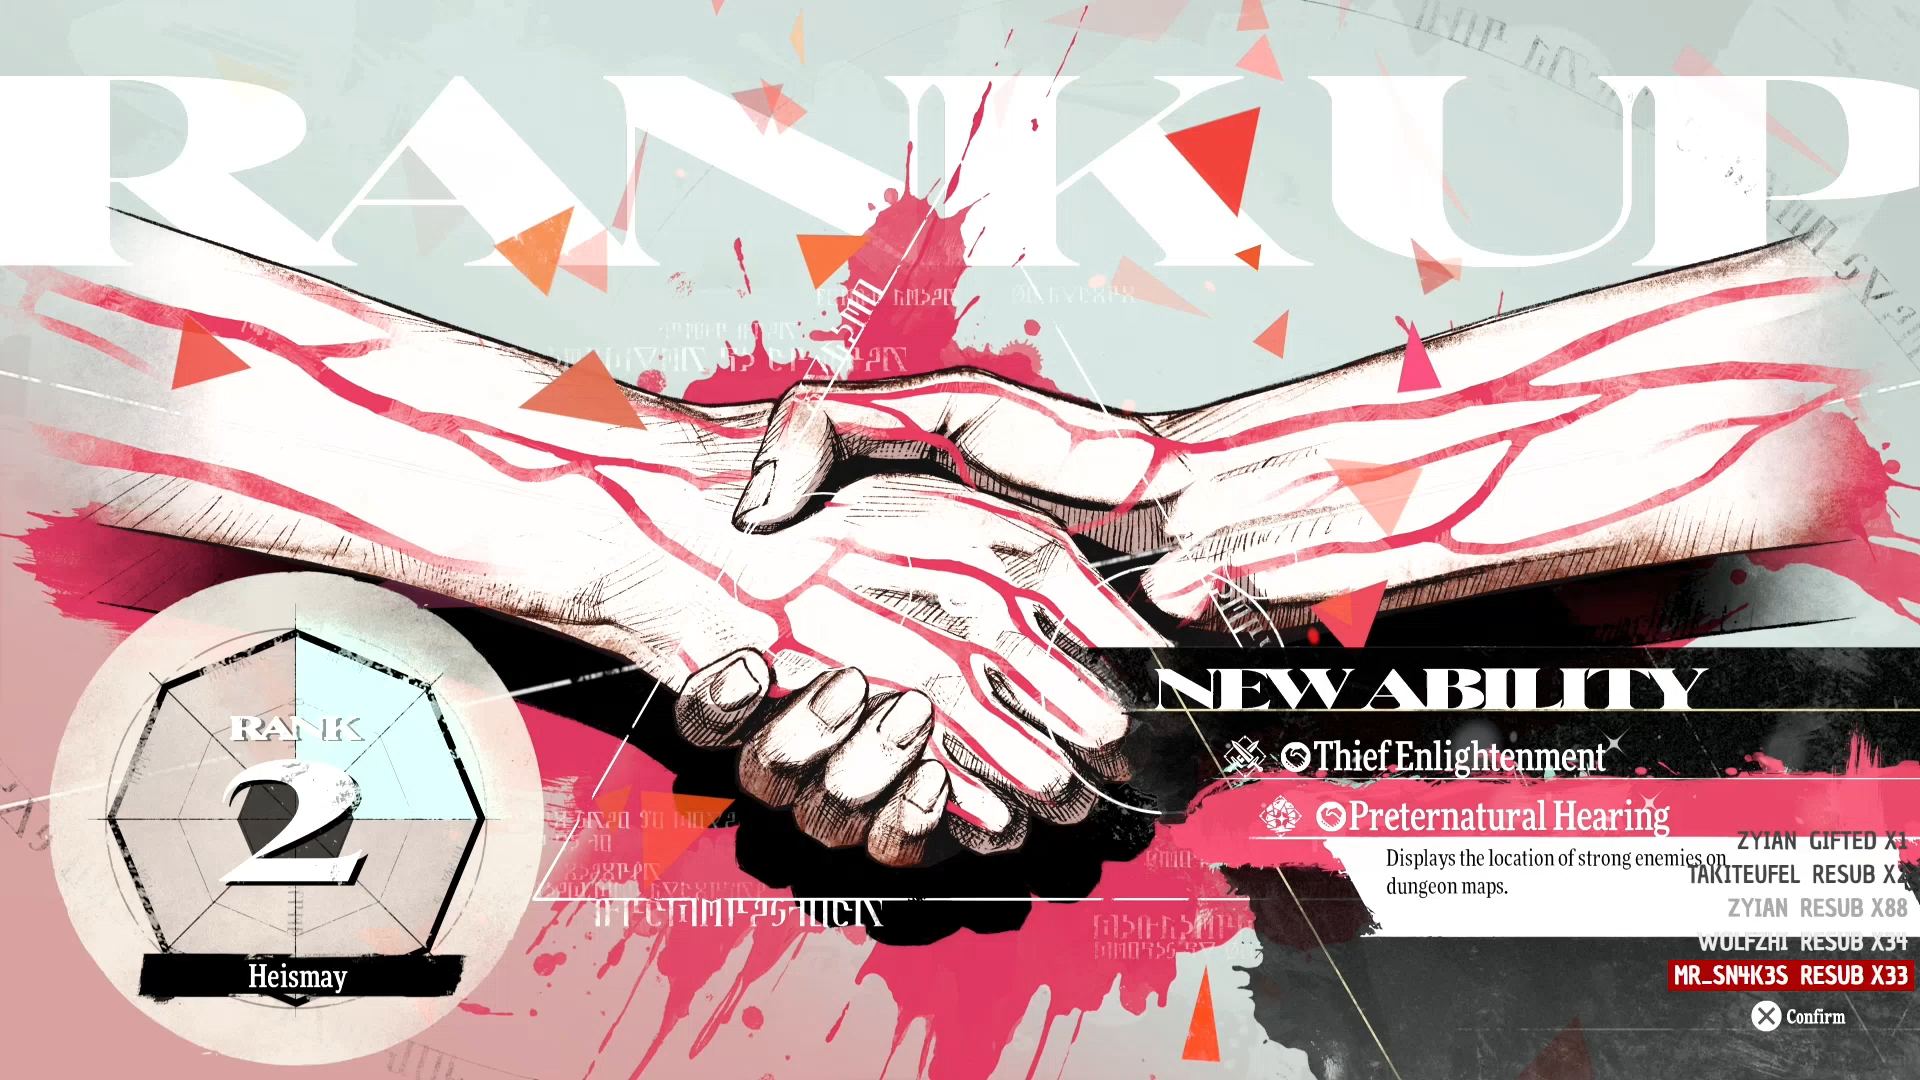 RANK UP
RANK
2
Heismay
NEW ABILITY
Thief Enlightenment
Preternatural Hearing
Displays the location of strong enemies on
dungeon maps.
ZYIAN GIFTED X1
TAKITEUFEL RESUB X2
ZYIAN RESUB X88
WOLFZHI RESUB X34
MR_SN4K3S RESUB X33
Confirm